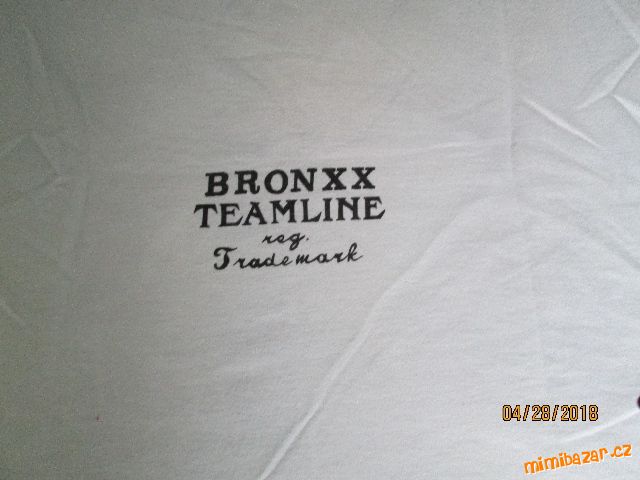 BRONXX
TEAMLINE
reg.
Trademark
04/28/2018
mimibazar.cz